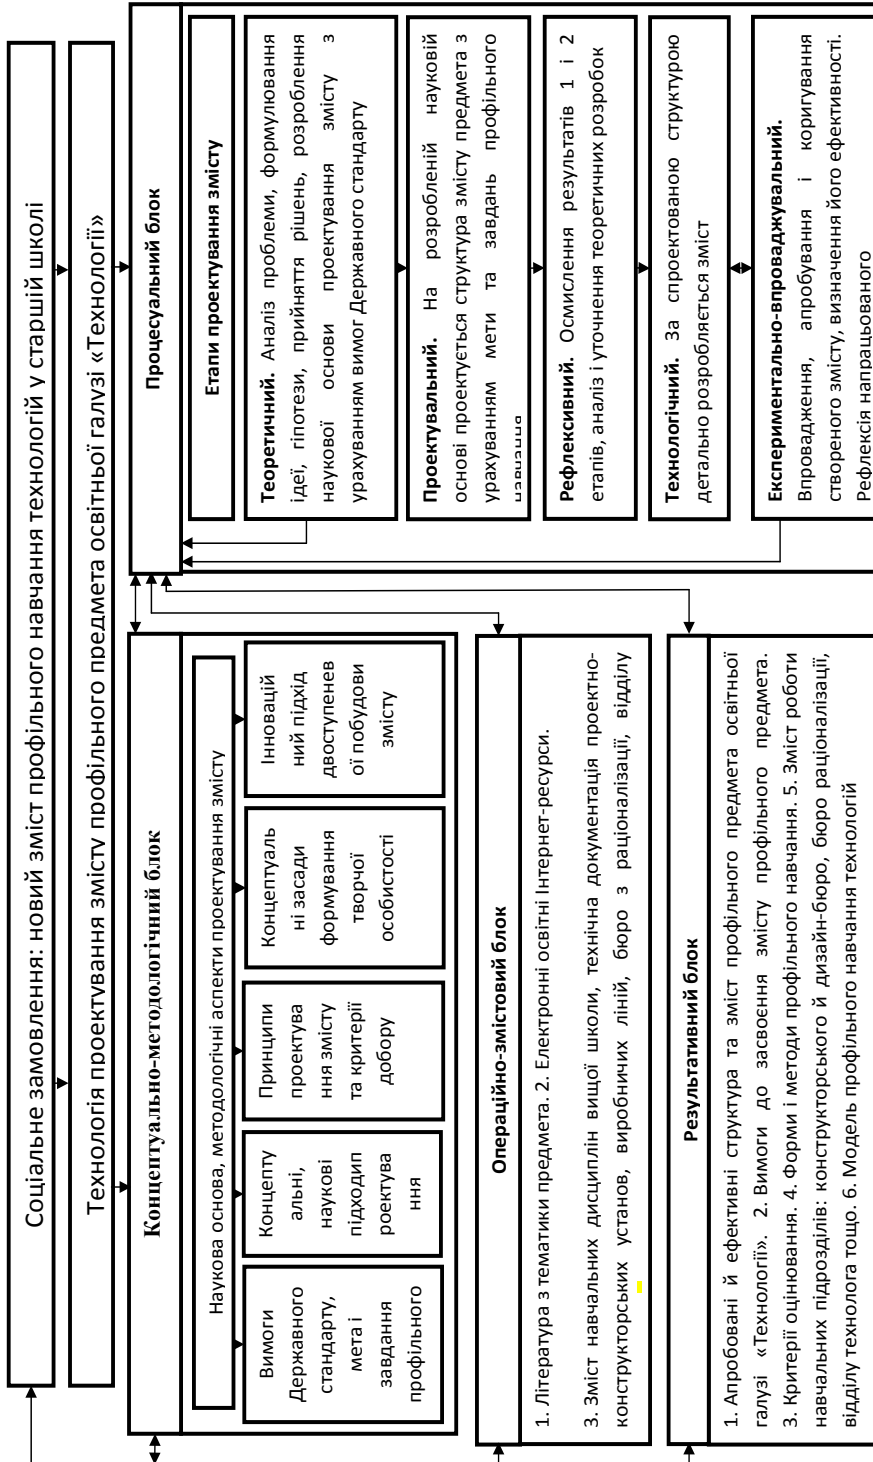 Соціальне замовлення: новий зміст профільного навчання технологій у старшій школі
Технологія проектування змісту профільного предмета освітньої галузі «Технології»
Концептуально-методологічний блок
Наукова основа, методологічні аспекти проектування змісту
Вимоги
Державного
стандарту,
мета і
завдання
профільного
Концепту
альні,
наукові
підходип
роектува
ння
Принципи
проектува
ння змісту
та критерії
добору
Концептуаль
ні засади
формування
творчої
особистості
Інновацій
ний підхід
двоступенев
ої побудови
змісту
Операційно-змістовий блок
1. Література з тематики предмета. 2. Електронні освітні Інтернет-ресурси.
3. Зміст навчальних дисциплін вищої школи, технічна документація проектно-
конструкторських установ, виробничих ліній, бюро з раціоналізації, відділу
Результативний блок
1. Апробовані й ефективні структура та зміст профільного предмета освітньої
галузі «Технології». 2. Вимоги до засвоєння змісту профільного предмета.
3. Критерії оцінювання. 4. Форми і методи профільного навчання. 5. Зміст роботи
навчальних підрозділів: конструкторського й дизайн-бюро, бюро раціоналізації,
відділу технолога тощо. 6. Модель профільного навчання технологій
Процесуальний блок
Етапи проектування змісту
Теоретичний. Аналіз проблеми, формулювання
ідеї, гіпотези, прийняття рішень, розроблення
наукової основи проектування змісту з
урахуванням вимог Державного стандарту
Проектувальний. На розробленій науковій
основі проектується структура змісту предмета з
урахуванням мети та завдань профільного
навчання
Рефлексивний. Осмислення результатів 1 і 2
етапів, аналіз і уточнення теоретичних розробок
Технологічний. За спроектованою структурою
детально розробляється зміст
Експериментально-впроваджувальний.
Впровадження, апробування і коригування
створеного змісту, визначення його ефективності.
Рефлексія напрацьованого